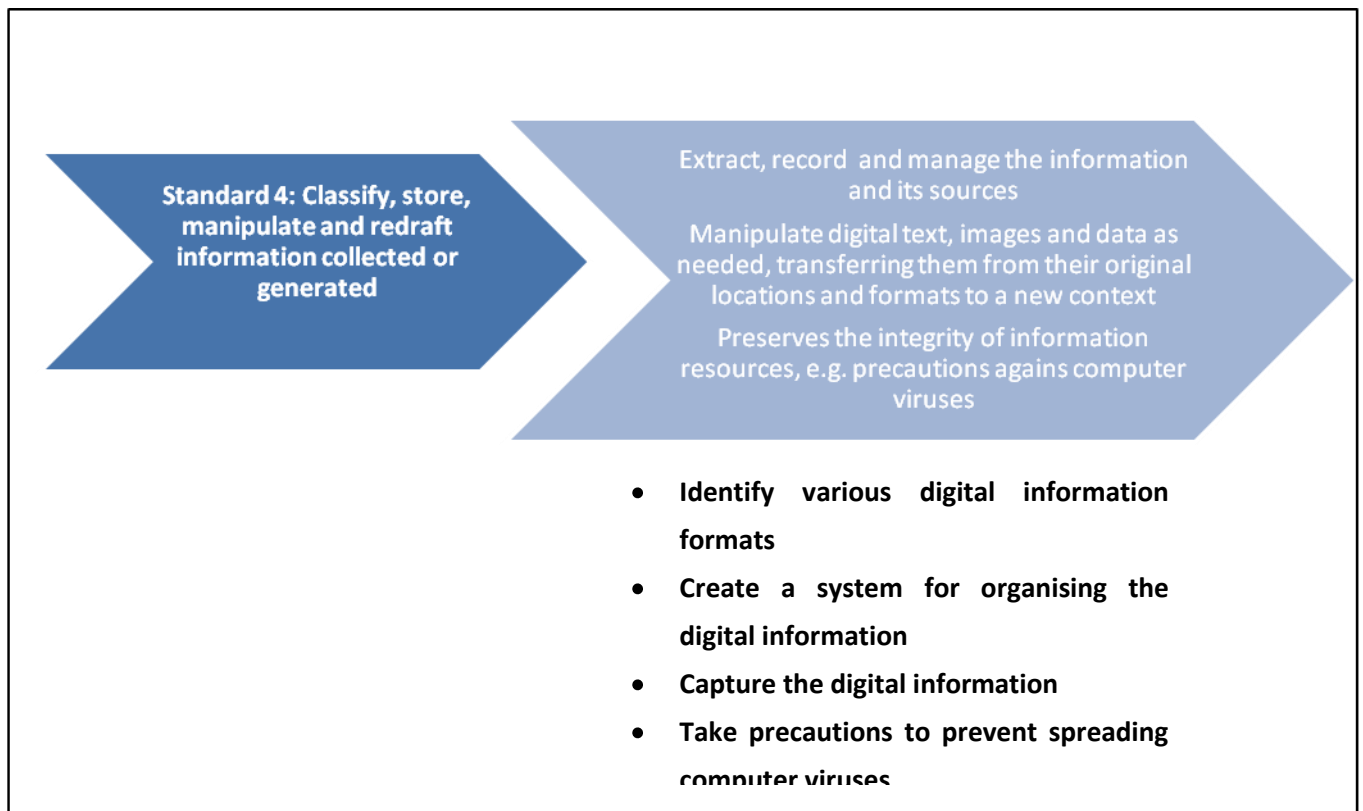 Standard 4: Classify, store,
manipulate and redraft
information collected or
generated
Extract, record and manage the information
and its sources
Manipulate digital text, images and data as
needed, transferring them from their original
locations and formats to a new context
Preserves the integrity of information
resources, e.g. precautions agains computer
viruses
• Identify various digital information
formats
• Create a system for organising the
digital information
• Capture the digital information
• Take precautions to prevent spreading
computer viruses